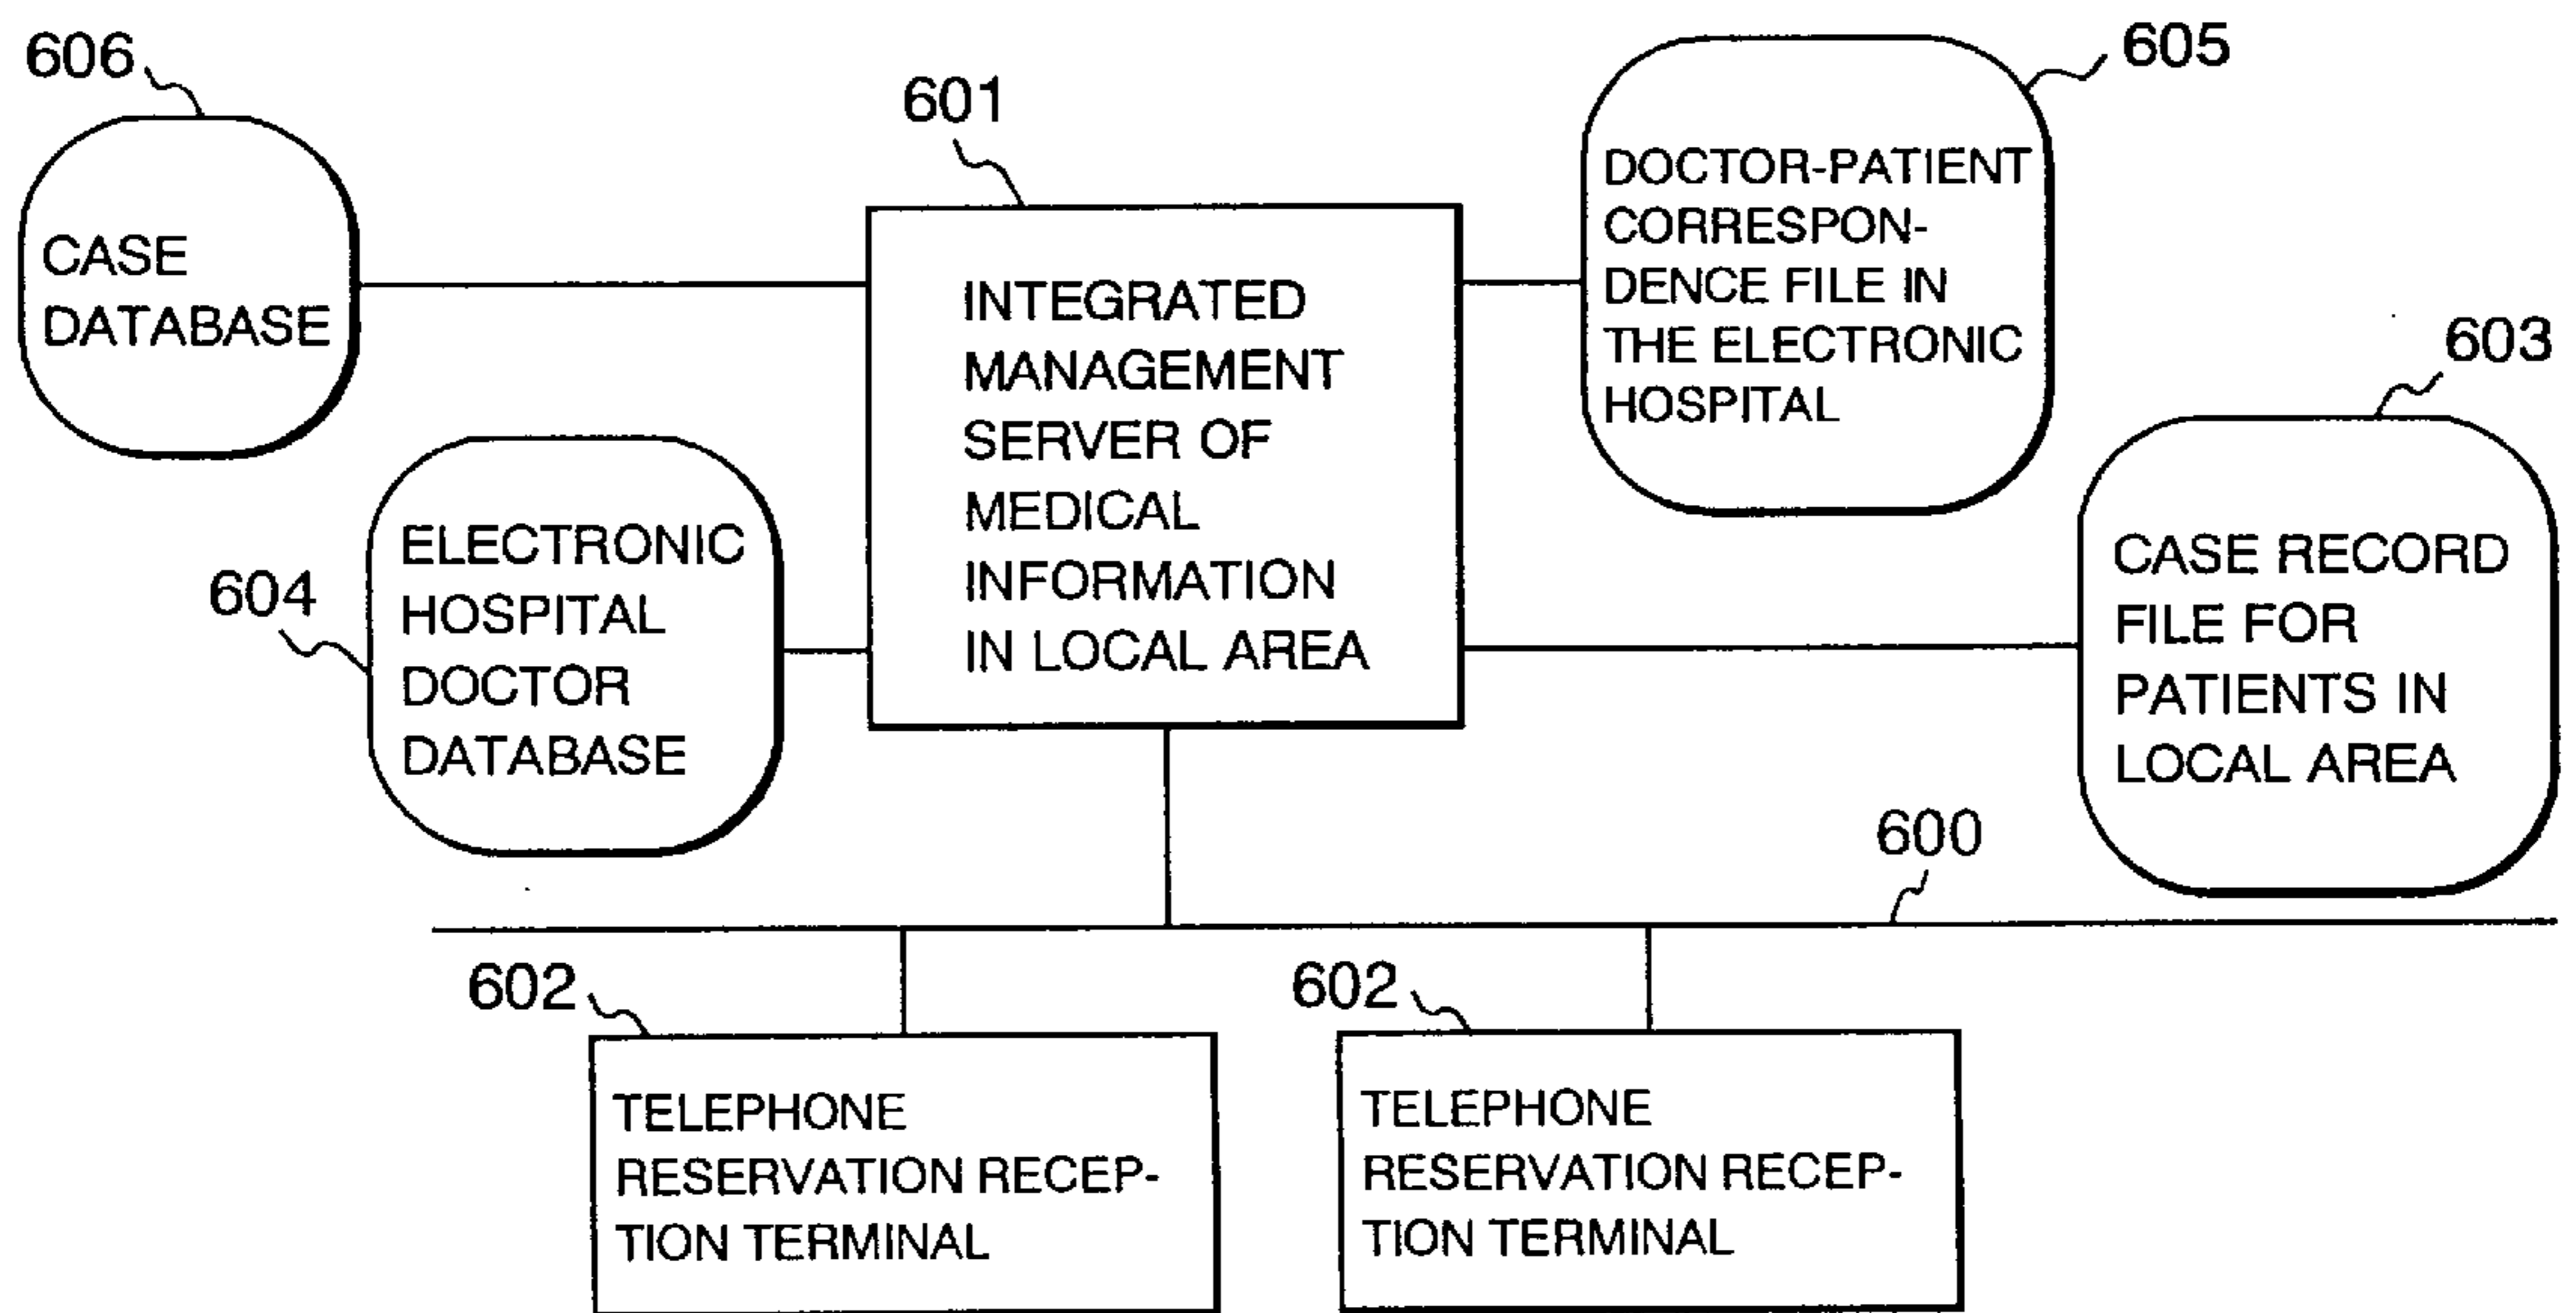 606
CASE
DATABASE
601
INTEGRATED
MANAGEMENT
SERVER OF
MEDICAL
INFORMATION
IN LOCAL AREA
605
DOCTOR-PATIENT
CORRESPON-
DENCE FILE IN
THE ELECTRONIC
HOSPITAL
604
ELECTRONIC
HOSPITAL
DOCTOR
DATABASE
603
CASE RECORD
FILE FOR
PATIENTS IN
LOCAL AREA
600
602
TELEPHONE
RESERVATION RECEP-
TION TERMINAL
602
TELEPHONE
RESERVATION RECEP-
TION TERMINAL